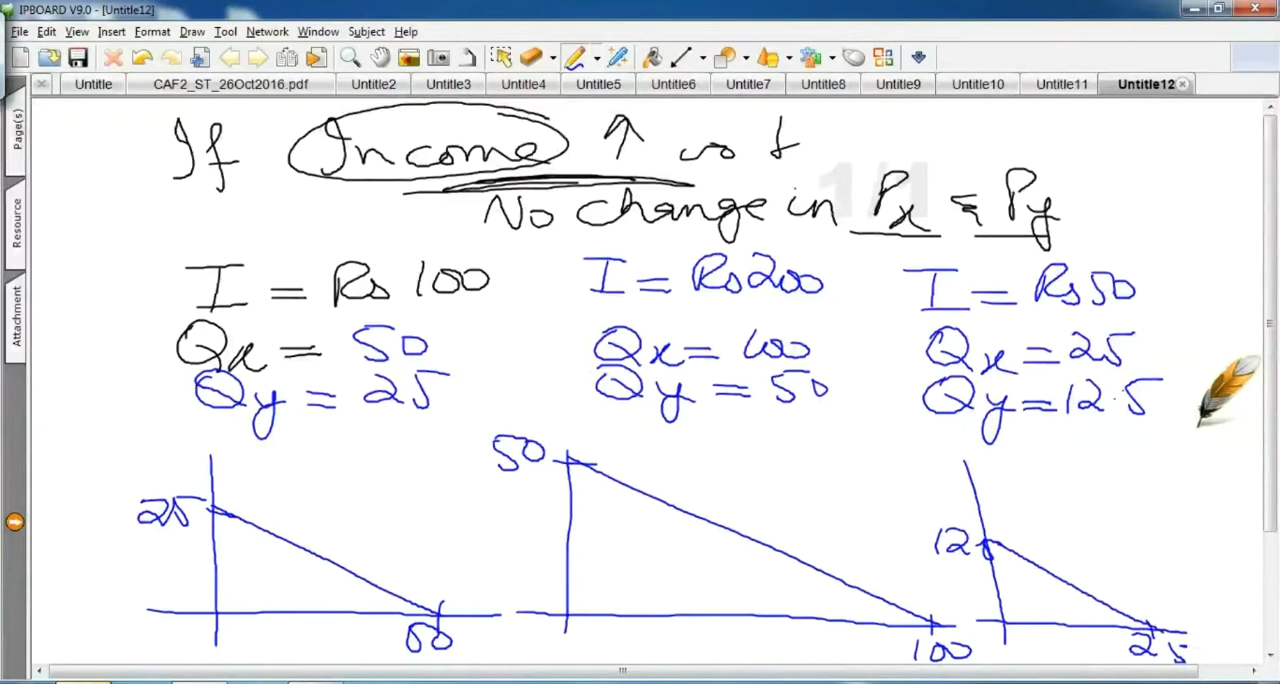 IPBOARD V9.0 - [Untitle12]
File Edit View Insert Format Draw Tool Network Window Subject Help
Untitle CAF2_ST_26Oct2016.pdf Untitle2 Untitle3 Untitle4 Untitle5 Untitle6 Untitle7 Untitle8 Untitle9 Untitle10 Untitle11 Untitle12
Page(s)
Resource
Attachment
1/1
If Income ↑
No change in Px = Py
I = Rs 100 I = Rs 200 I = Rs 50
Qx = 50 Qx = 100 Qx = 25
Qy = 25 Qy = 50 Qy = 12.5
25 50 12
50 100 25